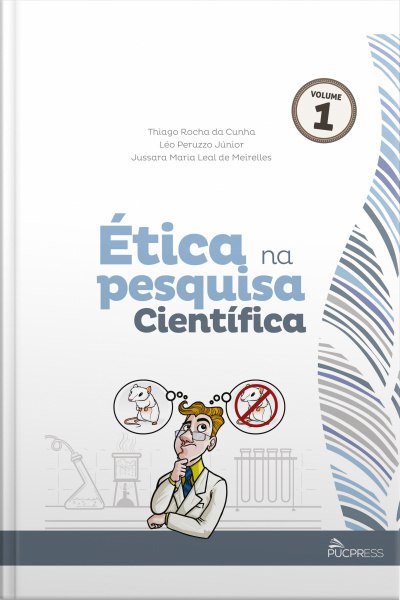 VOLUME
1
Thiago Rocha da Cunha
Léo Peruzzo Júnior
Jussara Maria Leal de Meirelles
Ética na
pesquisa
Científica
PUCPRESS